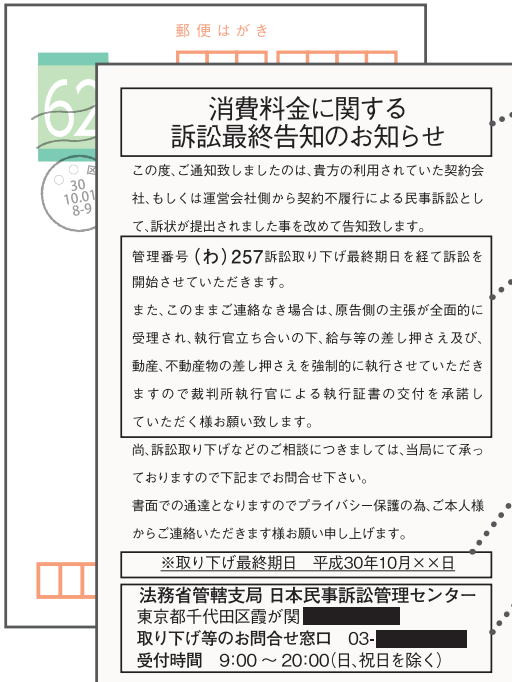 郵便はがき
62
○○区
30
10.01
8-9
消費料金に関する
訴訟最終告知のお知らせ
この度、ご通知致しましたのは、貴方の利用されていた契約会
社、もしくは運営会社側から契約不履行による民事訴訟とし
て、訴状が提出されました事を改めて告知致します。
管理番号(わ)257訴訟取り下げ最終期日を経て訴訟を
開始させていただきます。
また、このままご連絡なき場合は、原告側の主張が全面的に
受理され、執行官立ち合いの下、給与等の差し押さえ及び、
動産、不動産物の差し押さえを強制的に執行させていただき
ますので裁判所執行官による執行証書の交付を承諾し
ていただく様お願い致します。
尚、訴訟取り下げなどのご相談につきましては、当局にて承っ
ておりますので下記までお問合せ下さい。
書面での通達となりますのでプライバシー保護の為、ご本人様
からご連絡いただきます様お願い申し上げます。
※取り下げ最終期日 平成30年10月××日
法務省管轄支局 日本民事訴訟管理センター
東京都千代田区霞が関
取り下げ等のお問合せ窓口 03-
受付時間 9:00 〜 20:00(日、祝日を除く)